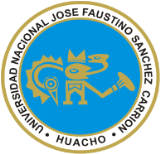 UNIVERSIDAD NACIONAL JOSE FAUSTINO SANCHEZ CARRION
• HUACHO •